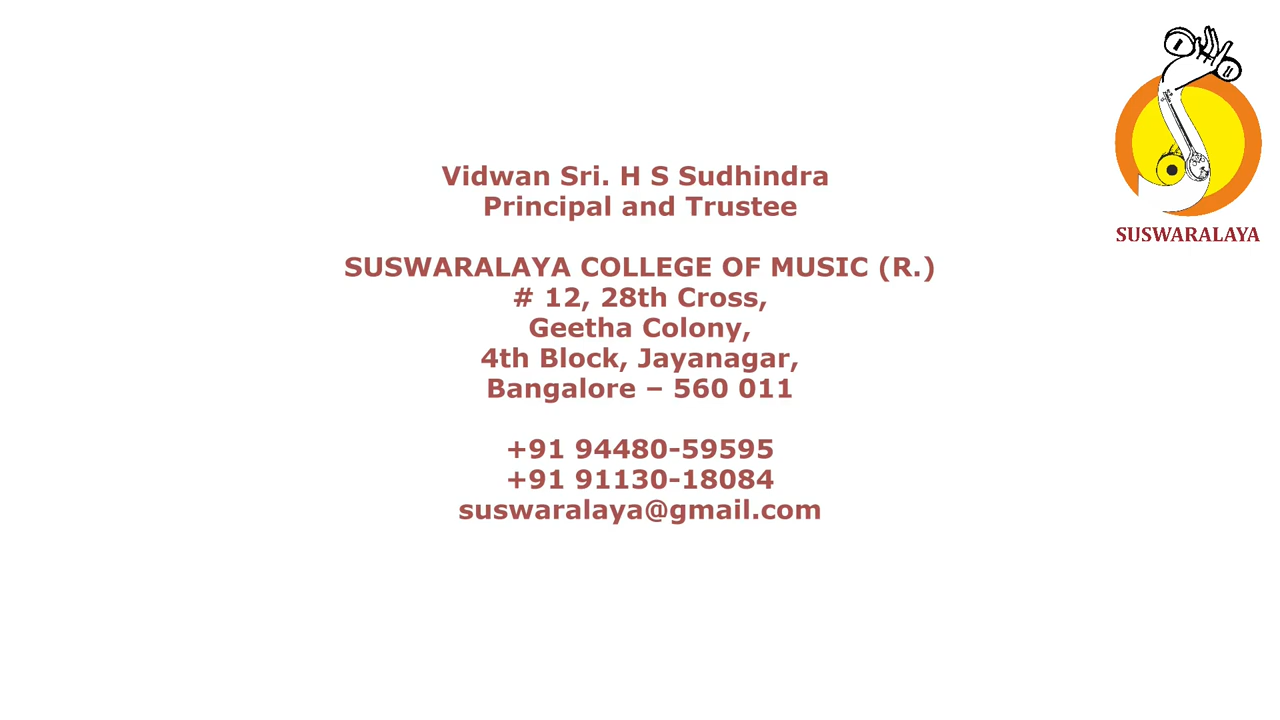 Vidwan Sri. H S Sudhindra
Principal and Trustee
SUSWARALAYA COLLEGE OF MUSIC (R.)
# 12, 28th Cross,
Geetha Colony,
4th Block, Jayanagar,
Bangalore – 560 011
+91 94480-59595
+91 91130-18084
suswaralaya@gmail.com
SUSWARALAYA